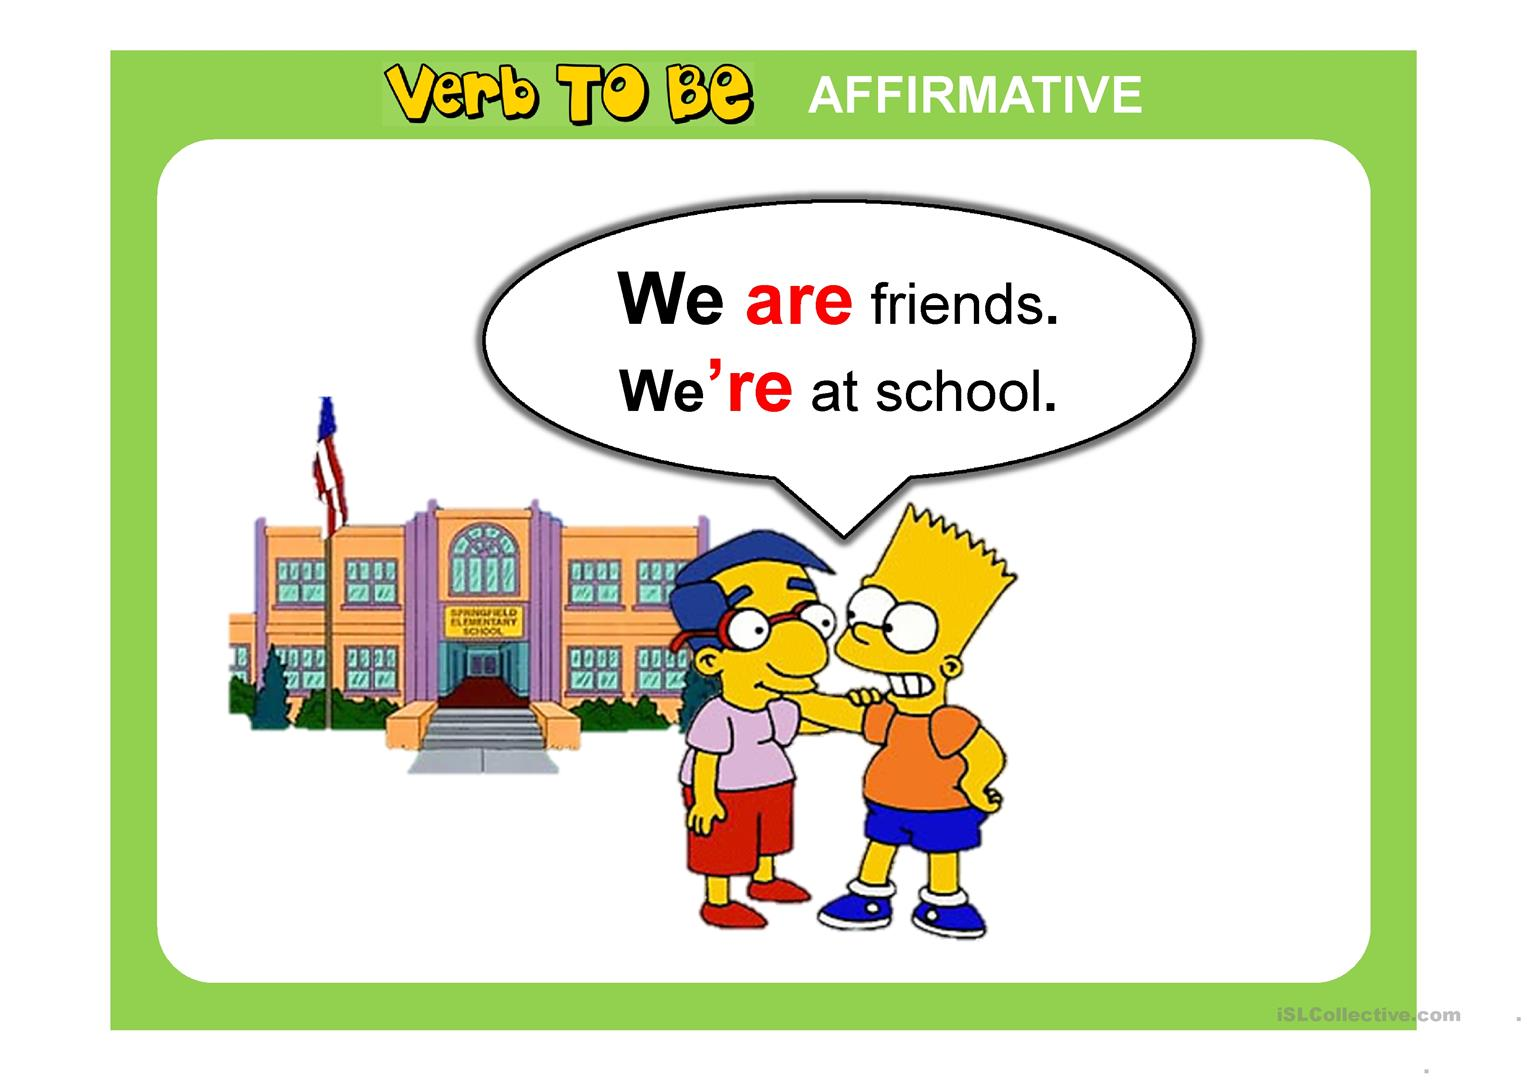 Verb TO BE AFFIRMATIVE
We are friends.
We're at school.
SPRINGFIELD
ELEMENTARY
SCHOOL
iSLCollective.com